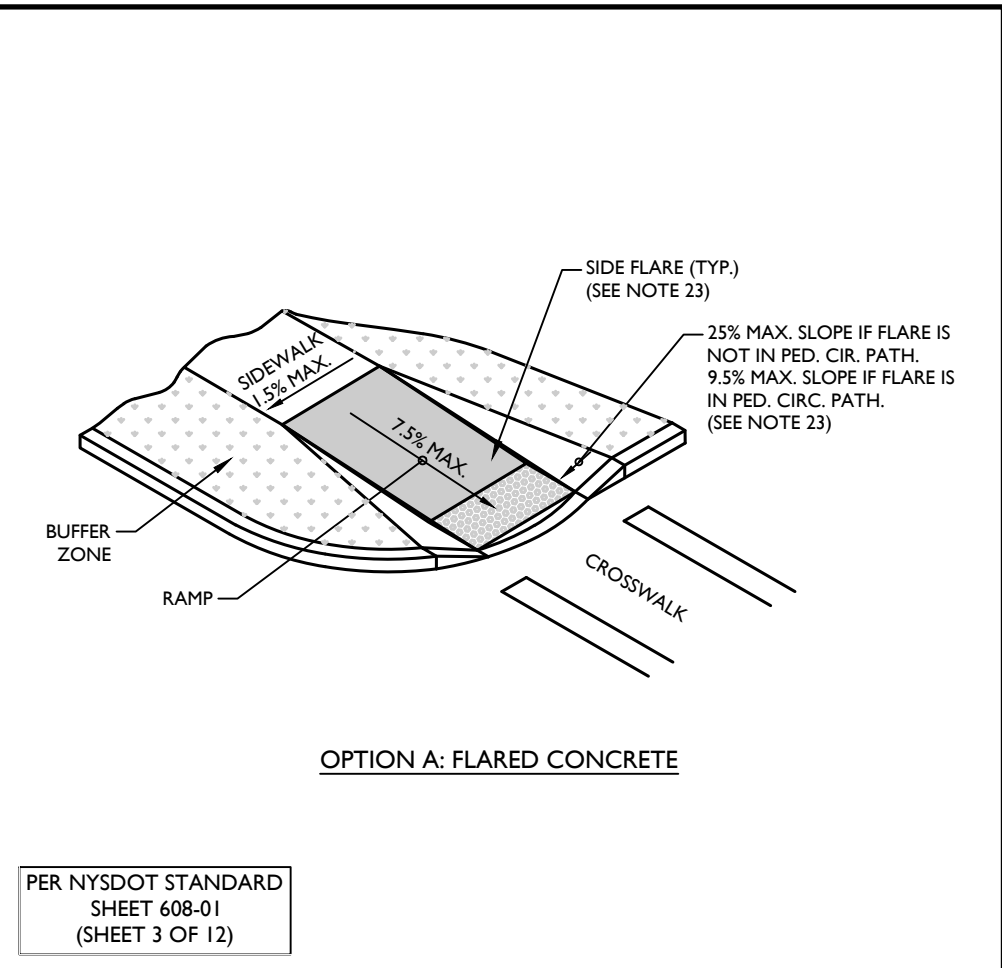 SIDE FLARE (TYP.)
(SEE NOTE 23)
25% MAX. SLOPE IF FLARE IS
NOT IN PED. CIR. PATH.
9.5% MAX. SLOPE IF FLARE IS
IN PED. CIRC. PATH.
(SEE NOTE 23)
SIDEWALK
1.5% MAX.
7.5% MAX.
BUFFER
ZONE
RAMP
CROSSWALK
OPTION A: FLARED CONCRETE
PER NYSDOT STANDARD
SHEET 608-01
(SHEET 3 OF 12)